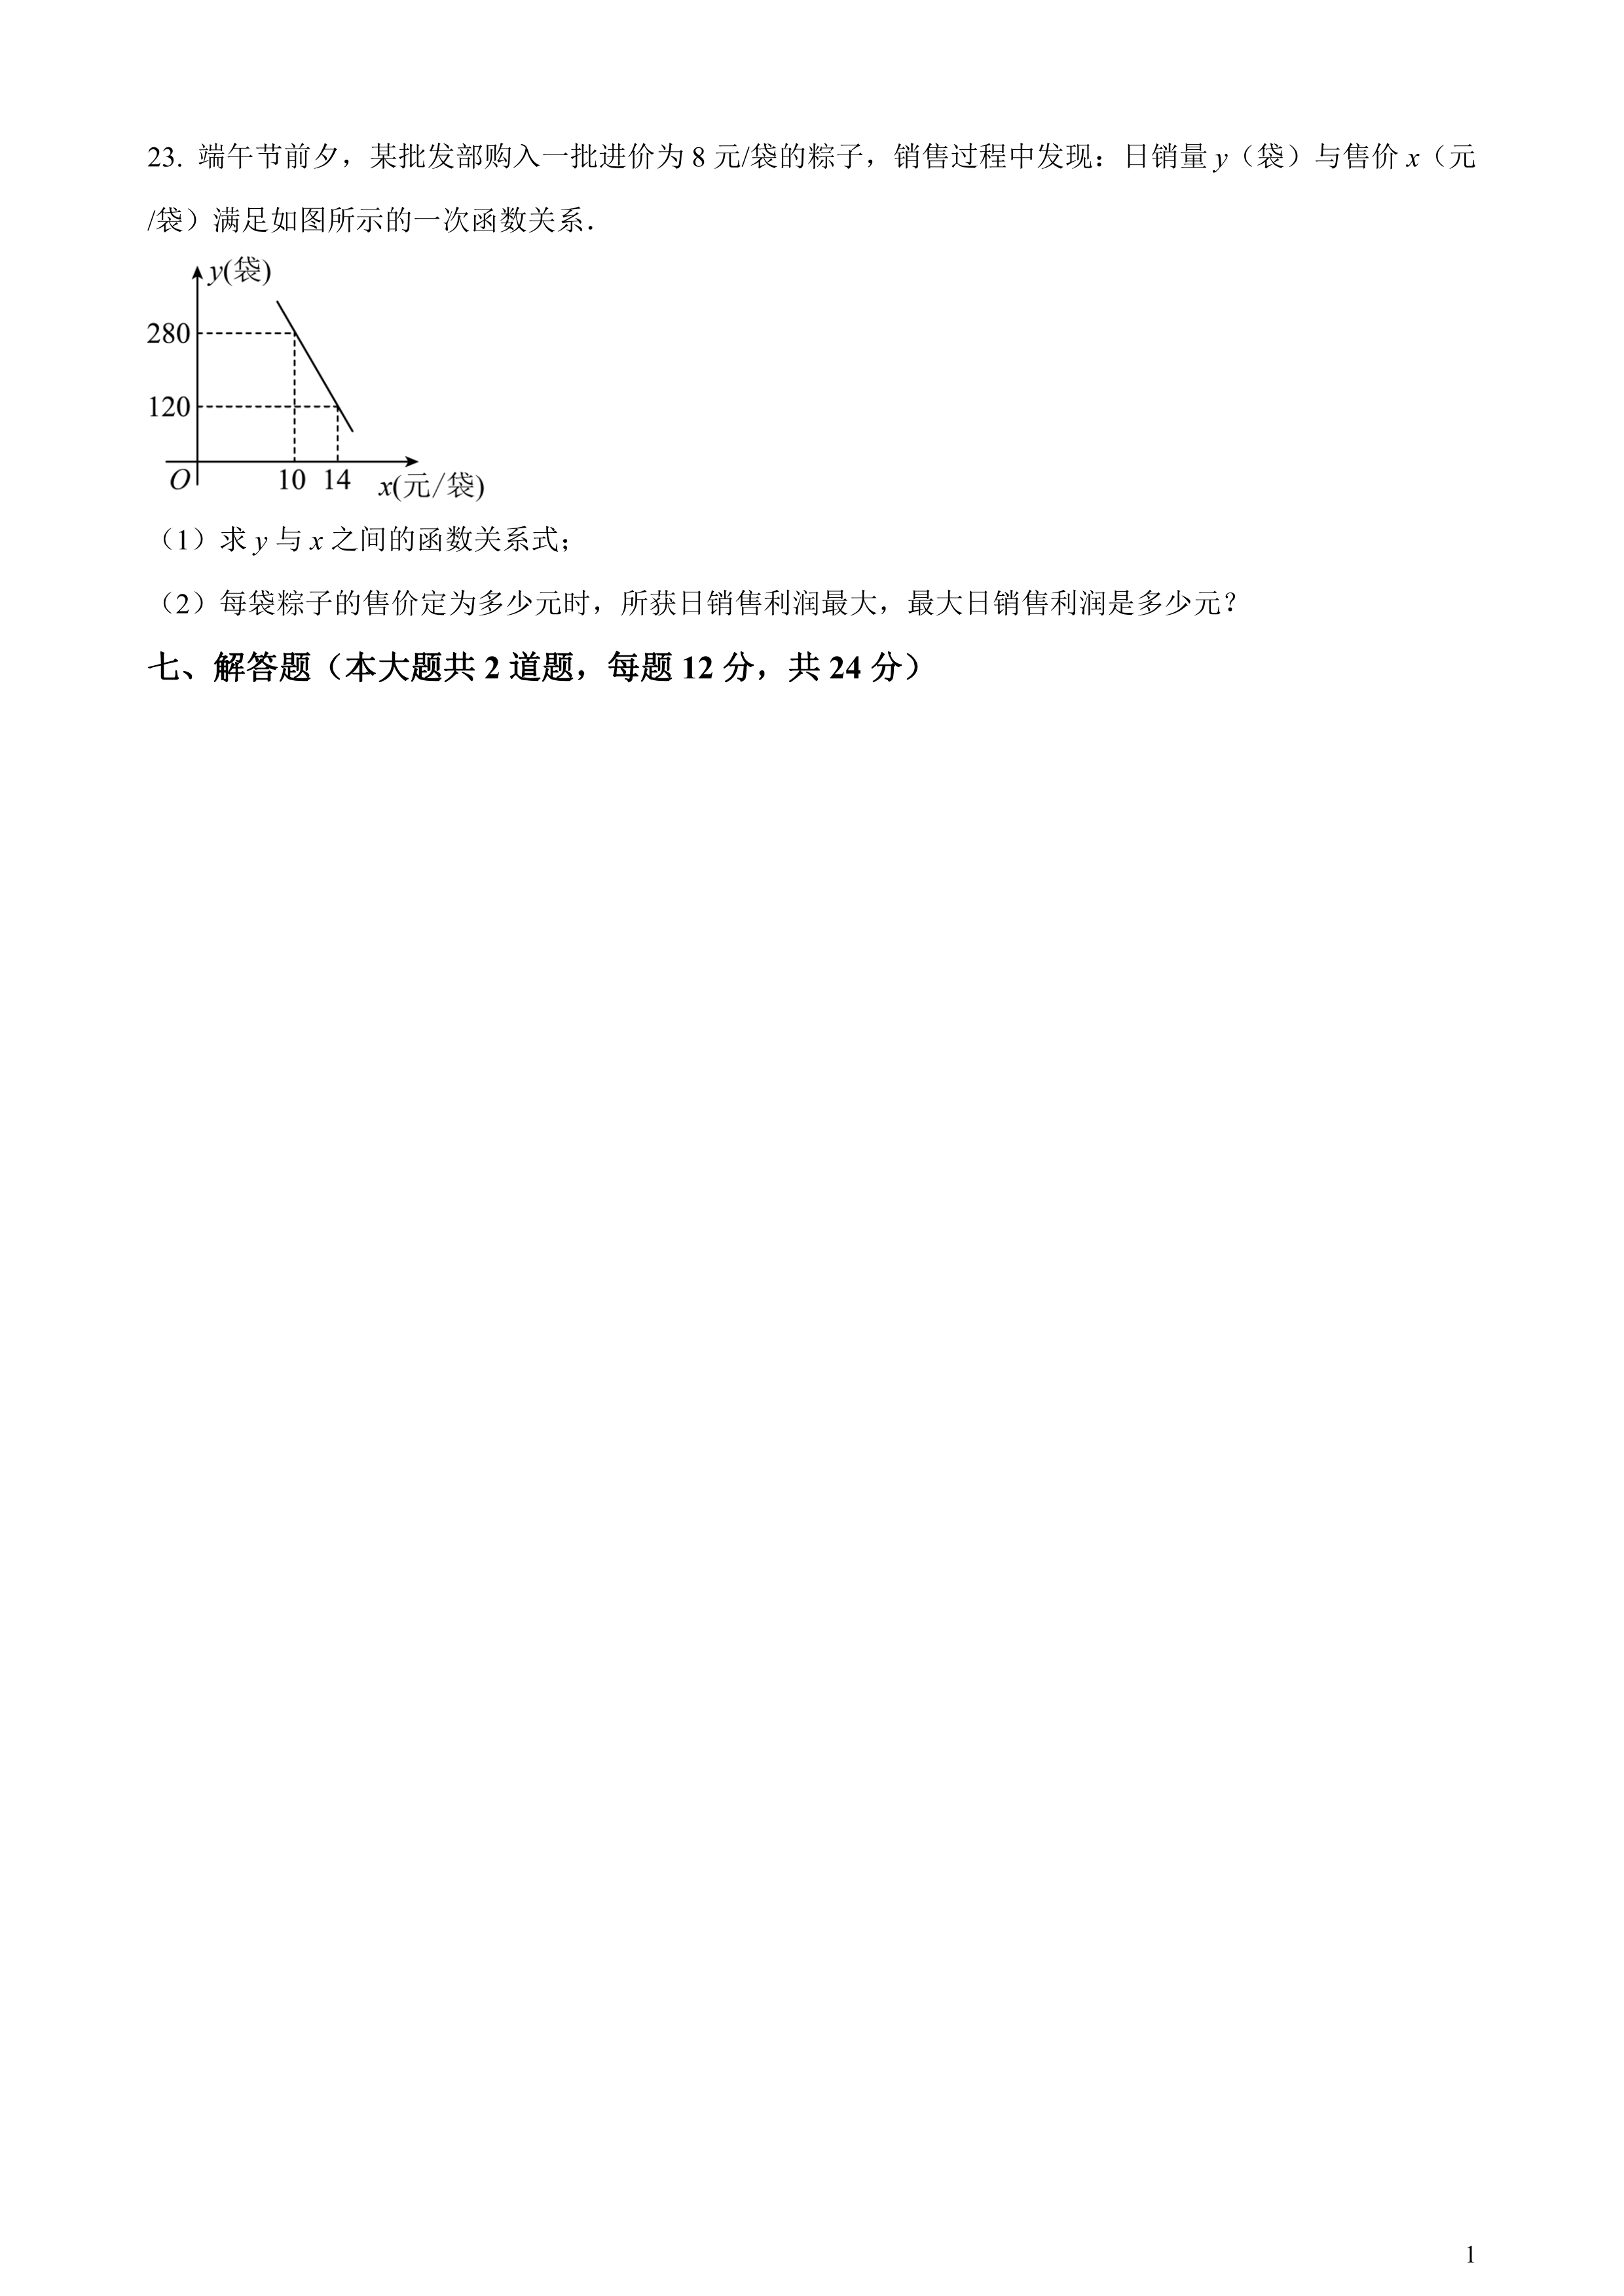 23. 端午节前夕，某批发部购入一批进价为 8 元/袋的粽子，销售过程中发现：日销量 y（袋）与售价 x（元
/袋）满足如图所示的一次函数关系．
y(袋)
280
120
O 10 14 x(元/袋)
（1）求 y 与 x 之间的函数关系式；
（2）每袋粽子的售价定为多少元时，所获日销售利润最大，最大日销售利润是多少元？
七、解答题（本大题共 2 道题，每题 12 分，共 24 分）
1